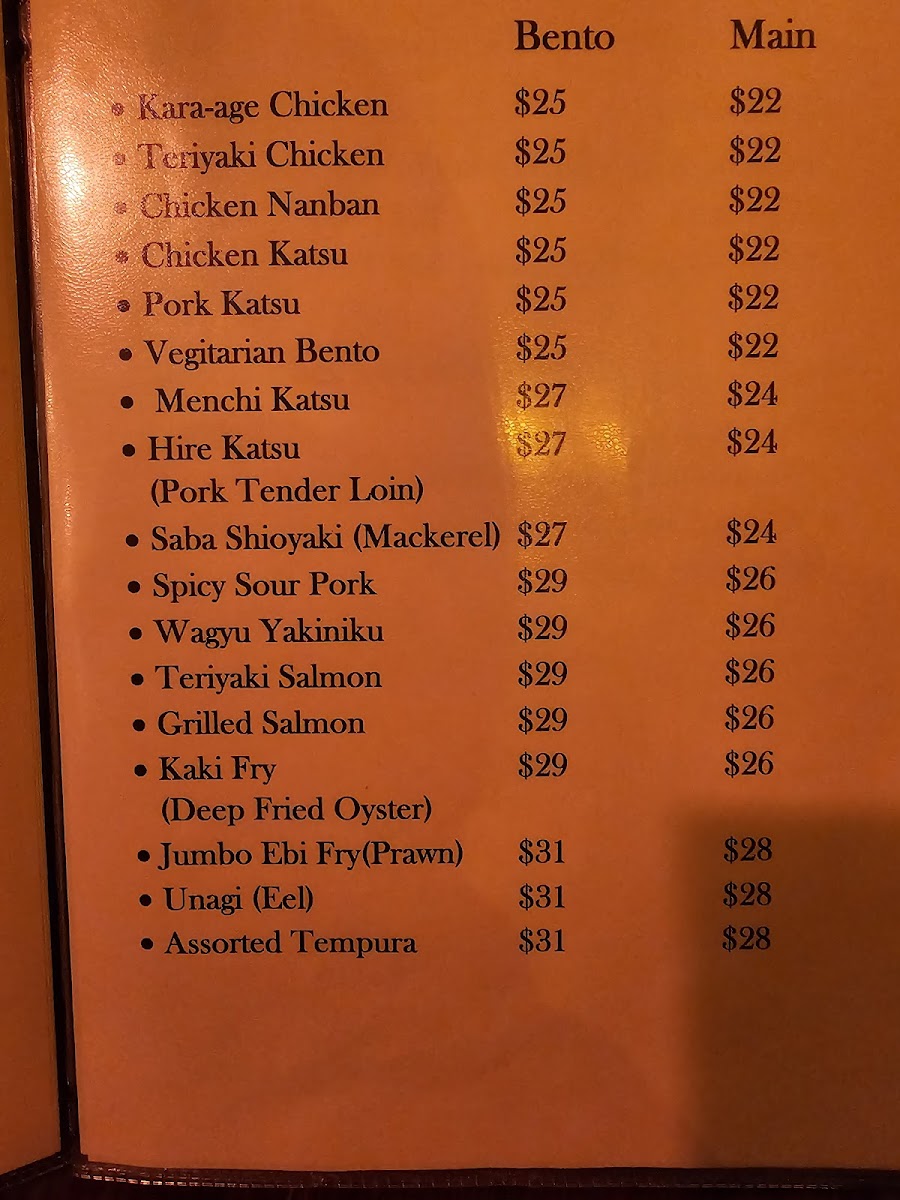 Bento Main
• Kara-age Chicken $25 $22
• Teriyaki Chicken $25 $22
• Chicken Nanban $25 $22
• Chicken Katsu $25 $22
• Pork Katsu $25 $22
• Vegitarian Bento $25 $22
• Menchi Katsu $27 $24
• Hire Katsu $27 $24
(Pork Tender Loin)
• Saba Shioyaki (Mackerel) $27 $24
• Spicy Sour Pork $29 $26
• Wagyu Yakiniku $29 $26
• Teriyaki Salmon $29 $26
• Grilled Salmon $29 $26
• Kaki Fry $29 $26
(Deep Fried Oyster)
• Jumbo Ebi Fry(Prawn) $31 $28
• Unagi (Eel) $31 $28
• Assorted Tempura $31 $28